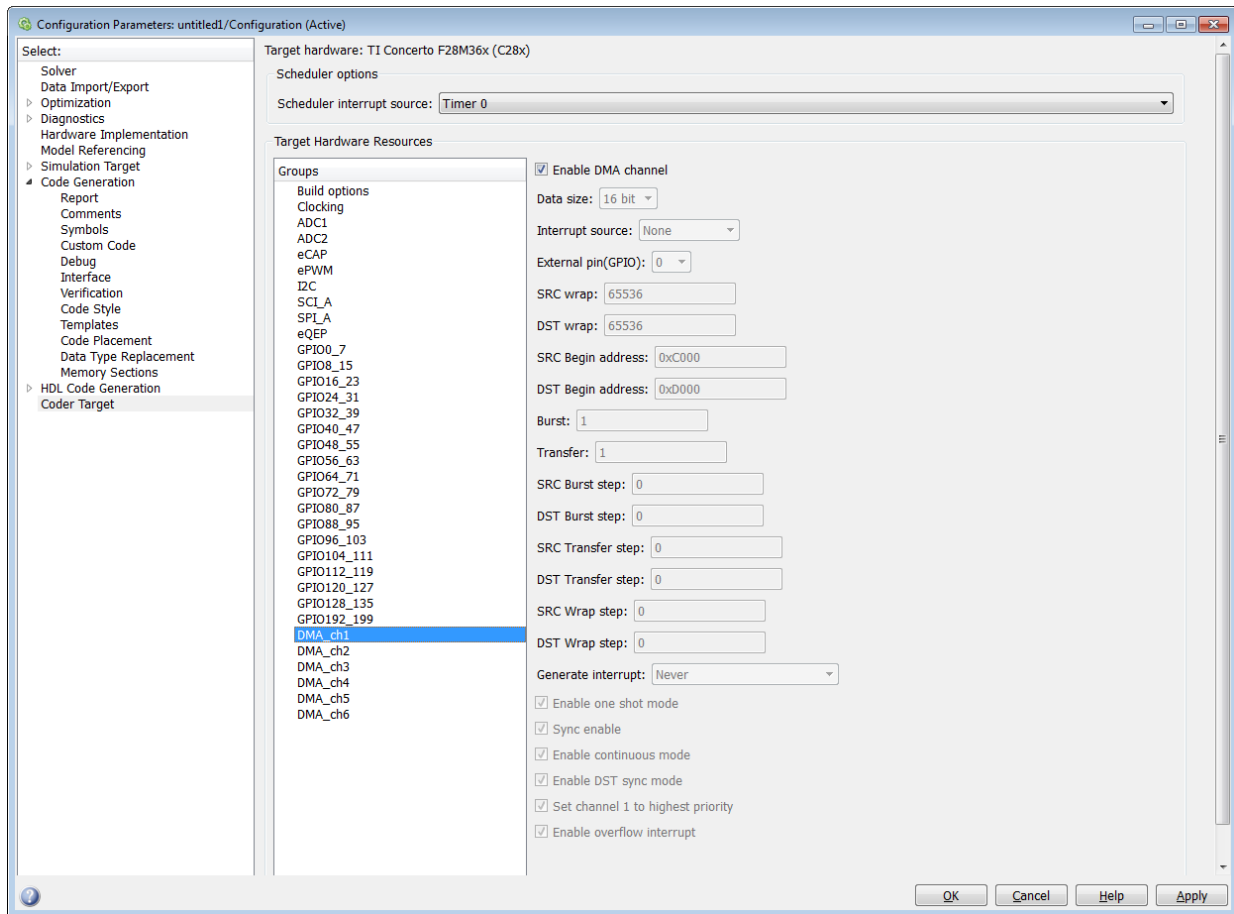 Configuration Parameters: untitled1/Configuration (Active)
Select:
Solver
Data Import/Export
Optimization
Diagnostics
Hardware Implementation
Model Referencing
Simulation Target
Code Generation
Report
Comments
Symbols
Custom Code
Debug
Interface
Verification
Code Style
Templates
Code Placement
Data Type Replacement
Memory Sections
HDL Code Generation
Coder Target
Target hardware: TI Concerto F28M36x (C28x)
Scheduler options
Scheduler interrupt source: Timer 0
Target Hardware Resources
Groups
Build options
Clocking
ADC1
ADC2
eCAP
ePWM
I2C
SCI_A
SPI_A
eQEP
GPIO0_7
GPIO8_15
GPIO16_23
GPIO24_31
GPIO32_39
GPIO40_47
GPIO48_55
GPIO56_63
GPIO64_71
GPIO72_79
GPIO80_87
GPIO88_95
GPIO96_103
GPIO104_111
GPIO112_119
GPIO120_127
GPIO128_135
GPIO192_199
DMA_ch1
DMA_ch2
DMA_ch3
DMA_ch4
DMA_ch5
DMA_ch6
Enable DMA channel
Data size: 16 bit
Interrupt source: None
External pin(GPIO): 0
SRC wrap: 65536
DST wrap: 65536
SRC Begin address: 0xC000
DST Begin address: 0xD000
Burst: 1
Transfer: 1
SRC Burst step: 0
DST Burst step: 0
SRC Transfer step: 0
DST Transfer step: 0
SRC Wrap step: 0
DST Wrap step: 0
Generate interrupt: Never
Enable one shot mode
Sync enable
Enable continuous mode
Enable DST sync mode
Set channel 1 to highest priority
Enable overflow interrupt
OK Cancel Help Apply